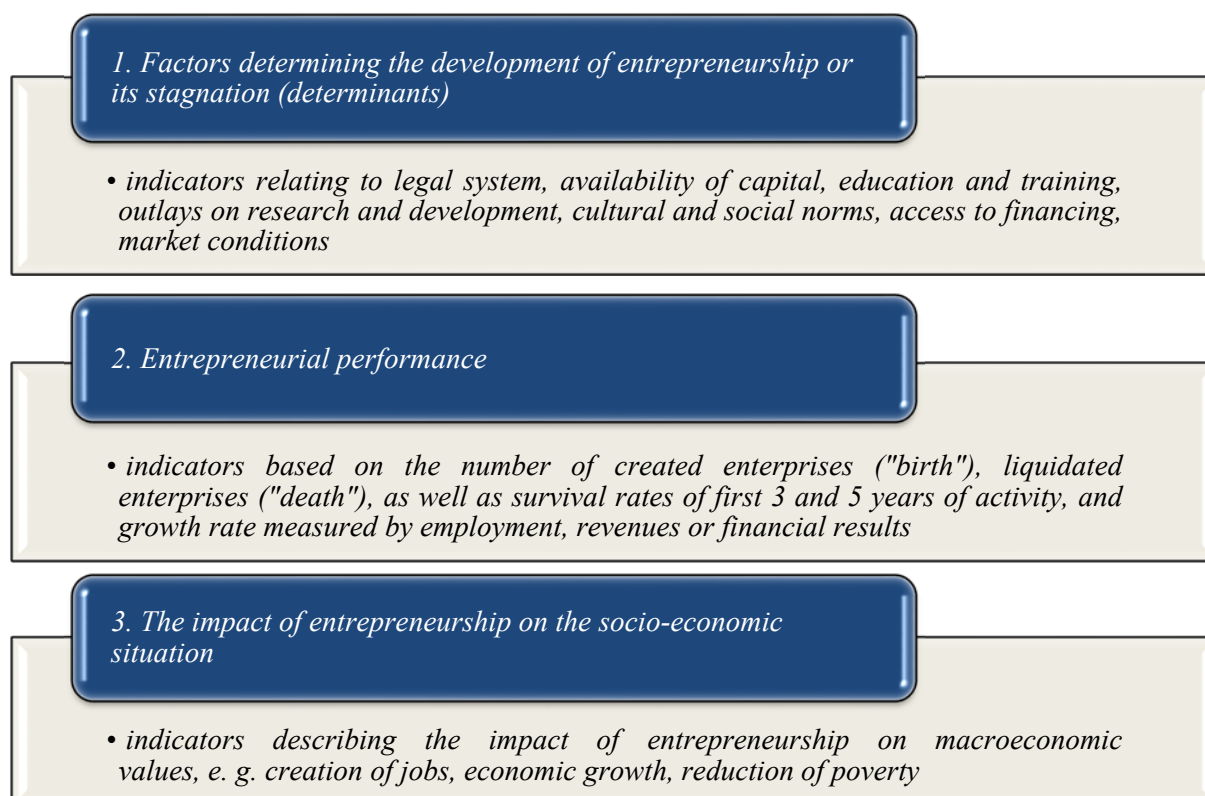 1. Factors determining the development of entrepreneurship or
its stagnation (determinants)
• indicators relating to legal system, availability of capital, education and training,
outlays on research and development, cultural and social norms, access to financing,
market conditions
2. Entrepreneurial performance
• indicators based on the number of created enterprises ("birth"), liquidated
enterprises ("death"), as well as survival rates of first 3 and 5 years of activity, and
growth rate measured by employment, revenues or financial results
3. The impact of entrepreneurship on the socio-economic
situation
• indicators describing the impact of entrepreneurship on macroeconomic
values, e. g. creation of jobs, economic growth, reduction of poverty